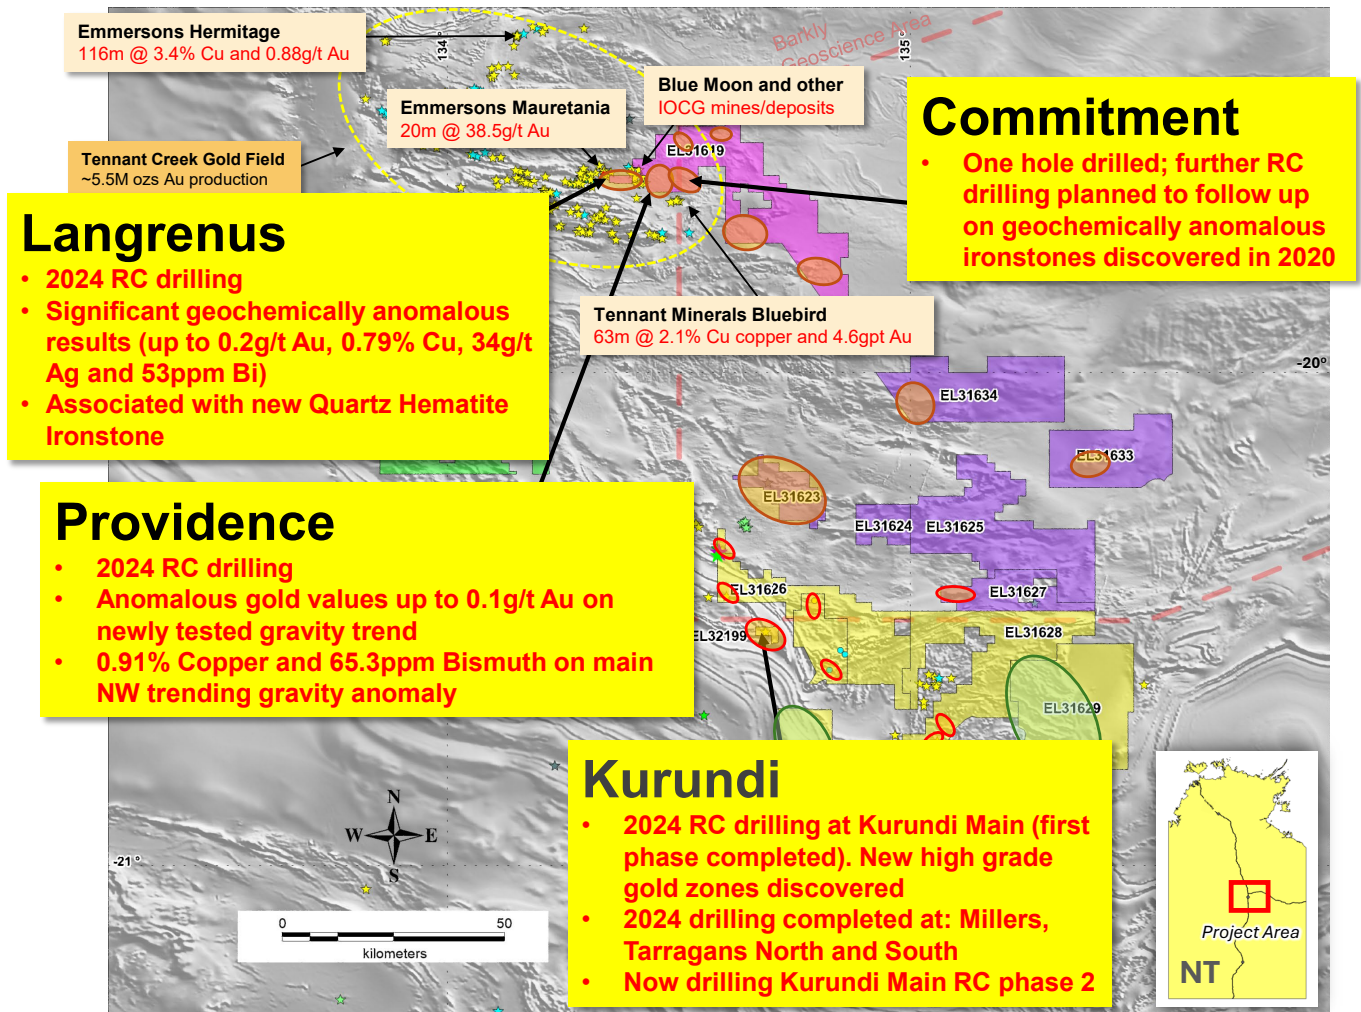 Emmersons Hermitage
116m @ 3.4% Cu and 0.88g/t Au
134°
Barkly
Geoscience Area
135°
Emmersons Mauretania
20m @ 38.5g/t Au
Blue Moon and other
IOCG mines/deposits
Commitment
• One hole drilled; further RC
drilling planned to follow up
on geochemically anomalous
ironstones discovered in 2020
Tennant Creek Gold Field
~5.5M ozs Au production
EL31619
Langrenus
• 2024 RC drilling
• Significant geochemically anomalous
results (up to 0.2g/t Au, 0.79% Cu, 34g/t
Ag and 53ppm Bi)
• Associated with new Quartz Hematite
Ironstone
Tennant Minerals Bluebird
63m @ 2.1% Cu copper and 4.6gpt Au
-20°
EL31634
EL31633
EL31623
EL31624
EL31625
EL31626
EL31627
EL31628
EL32199
EL31629
Providence
• 2024 RC drilling
• Anomalous gold values up to 0.1g/t Au on
newly tested gravity trend
• 0.91% Copper and 65.3ppm Bismuth on main
NW trending gravity anomaly
Kurundi
• 2024 RC drilling at Kurundi Main (first
phase completed). New high grade
gold zones discovered
• 2024 drilling completed at: Millers,
Tarragans North and South
• Now drilling Kurundi Main RC phase 2
-21°
N
W E
S
0 50
kilometers
Project Area
NT